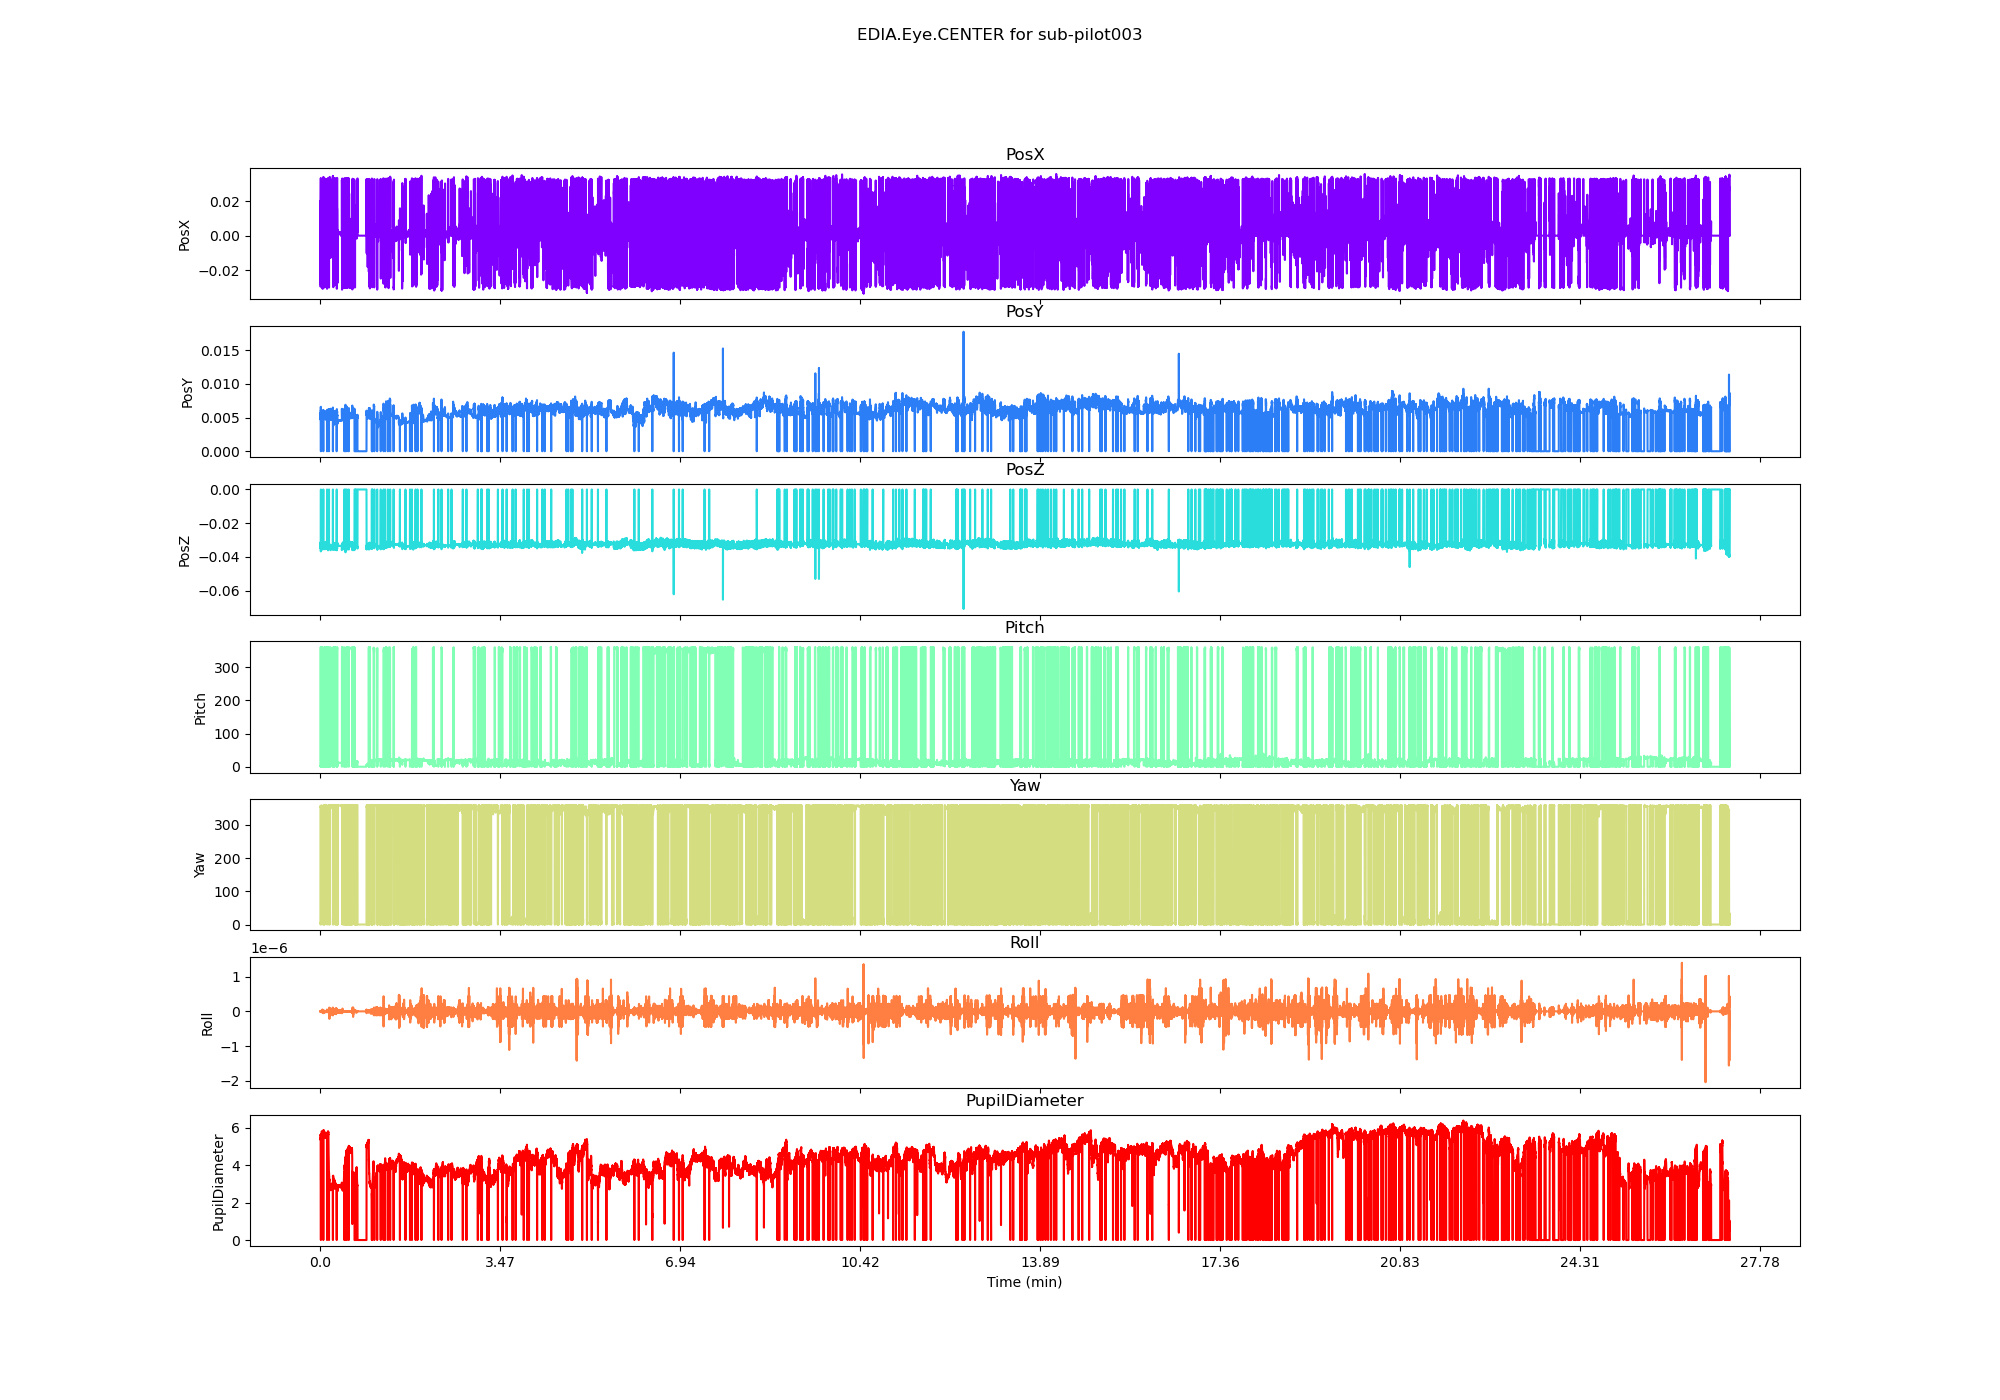 EDIA.Eye.CENTER for sub-pilot003
PosX
PosX
0.02
0.00
−0.02
PosY
PosY
0.015
0.010
0.005
0.000
PosZ
PosZ
0.00
−0.02
−0.04
−0.06
Pitch
Pitch
300
200
100
0
Yaw
Yaw
300
200
100
0
1e−6
Roll
Roll
1
0
−1
−2
PupilDiameter
PupilDiameter
6
4
2
0
0.0 3.47 6.94 10.42 13.89 17.36 20.83 24.31 27.78
Time (min)